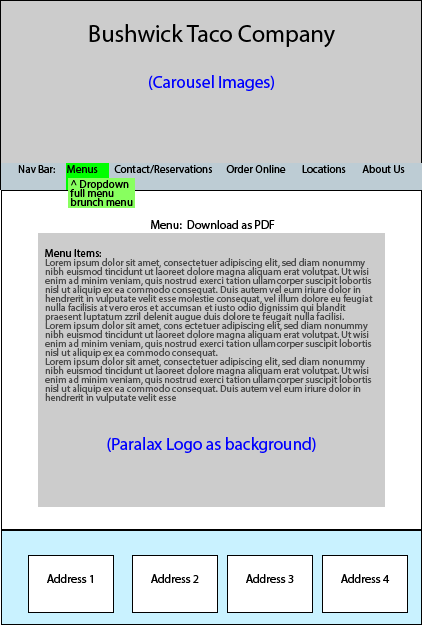 Bushwick Taco Company
(Carousel Images)
Nav Bar: Menus Contact/Reservations Order Online Locations About Us
^ Dropdown
full menu
brunch menu
Menu: Download as PDF
Menu Items:
Lorem ipsum dolor sit amet, consectetuer adipiscing elit, sed diam nonummy
nibh euismod tincidunt ut laoreet dolore magna aliquam erat volutpat. Ut wisi
enim ad minim veniam, quis nostrud exerci tation ullamcorper suscipit lobortis
nisl ut aliquip ex ea commodo consequat. Duis autem vel eum iriure dolor in
hendrerit in vulputate velit esse molestie consequat, vel illum dolore eu feugiat
nulla facilisis at vero eros et accumsan et iusto odio dignissim qui blandit
praesent luptatum zzril delenit augue duis dolore te feugait nulla facilisi.
Lorem ipsum dolor sit amet, cons ectetuer adipiscing elit, sed diam nonummy
nibh euismod tincidunt ut laoreet dolore magna aliquam erat volutpat. Ut wisi
enim ad minim veniam, quis nostrud exerci tation ullamcorper suscipit lobortis
nisl ut aliquip ex ea commodo consequat.
Lorem ipsum dolor sit amet, consectetuer adipiscing elit, sed diam nonummy
nibh euismod tincidunt ut laoreet dolore magna aliquam erat volutpat. Ut wisi
enim ad minim veniam, quis nostrud exerci tation ullamcorper suscipit lobortis
nisl ut aliquip ex ea commodo consequat. Duis autem vel eum iriure dolor in
hendrerit in vulputate velit esse
(Paralax Logo as background)
Address 1 Address 2 Address 3 Address 4